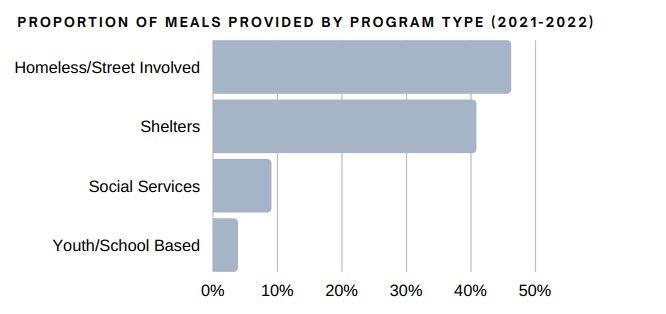 PROPORTION OF MEALS PROVIDED BY PROGRAM TYPE (2021-2022)
Homeless/Street Involved
Shelters
Social Services
Youth/School Based
0% 10% 20% 30% 40% 50%